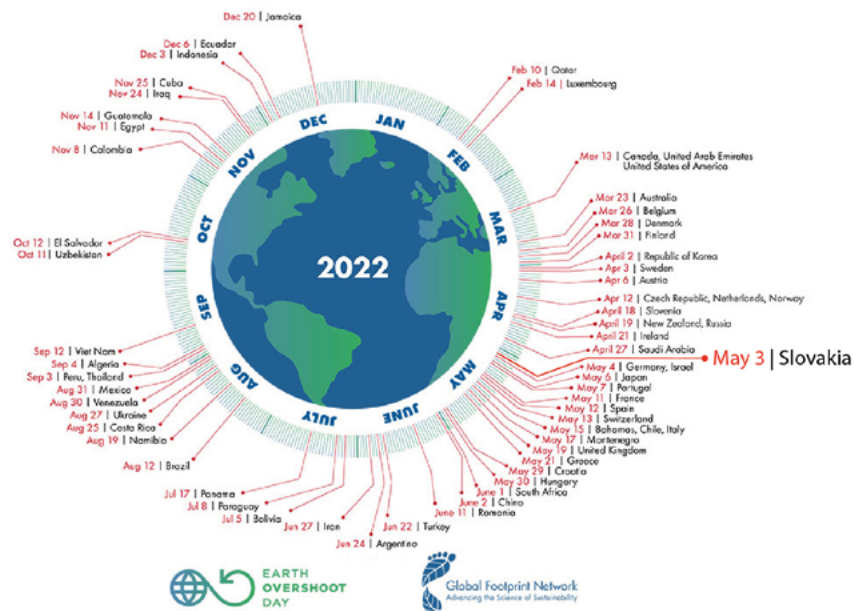 Dec 20 | Jamaica
Dec 6 | Ecuador
Dec 3 | Indonesia
Nov 25 | Cuba
Nov 24 | Iraq
Nov 14 | Guatemala
Nov 11 | Egypt
Nov 8 | Colombia
Oct 12 | El Salvador
Oct 11 | Uzbekistan
Sep 12 | Viet Nam
Sep 4 | Algeria
Sep 3 | Peru, Thailand
Aug 31 | Mexico
Aug 30 | Venezuela
Aug 27 | Ukraine
Aug 25 | Costa Rica
Aug 19 | Namibia
Aug 12 | Brazil
Jul 17 | Panama
Jul 8 | Paraguay
Jul 5 | Bolivia
Jun 27 | Iran
Jun 24 | Argentina
Jun 22 | Turkey
Feb 10 | Qatar
Feb 14 | Luxembourg
Mar 13 | Canada, United Arab Emirates
United States of America
Mar 23 | Australia
Mar 26 | Belgium
Mar 28 | Denmark
Mar 31 | Finland
April 2 | Republic of Korea
Apr 3 | Sweden
Apr 6 | Austria
Apr 12 | Czech Republic, Netherlands, Norway
April 18 | Slovenia
April 19 | New Zealand, Russia
April 21 | Ireland
April 27 | Saudi Arabia
May 3 | Slovakia
May 4 | Germany, Israel
May 6 | Japan
May 7 | Portugal
May 11 | France
May 12 | Spain
May 13 | Switzerland
May 15 | Bahamas, Chile, Italy
May 17 | Montenegro
May 19 | United Kingdom
May 21 | Greece
May 29 | Croatia
May 30 | Hungary
June 1 | South Africa
June 2 | China
June 11 | Romania
JAN
FEB
MAR
APR
MAY
JUNE
JULY
AUG
SEP
OCT
NOV
DEC
2022
EARTH
OVERSHOOT
DAY
Global Footprint Network
Advancing the Science of Sustainability